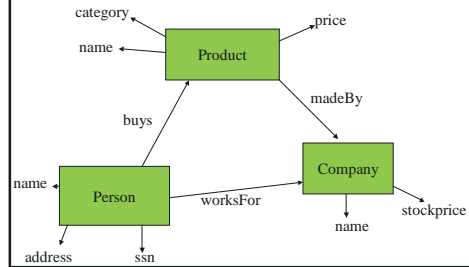 category
price
name
Product
madeBy
buys
Company
name
Person
worksFor
stockprice
name
address
ssn